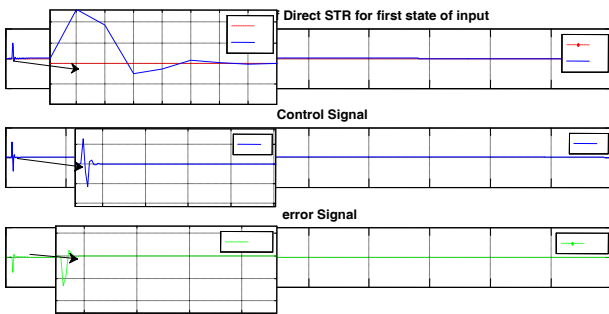 Direct STR for first state of input
Control Signal
error Signal